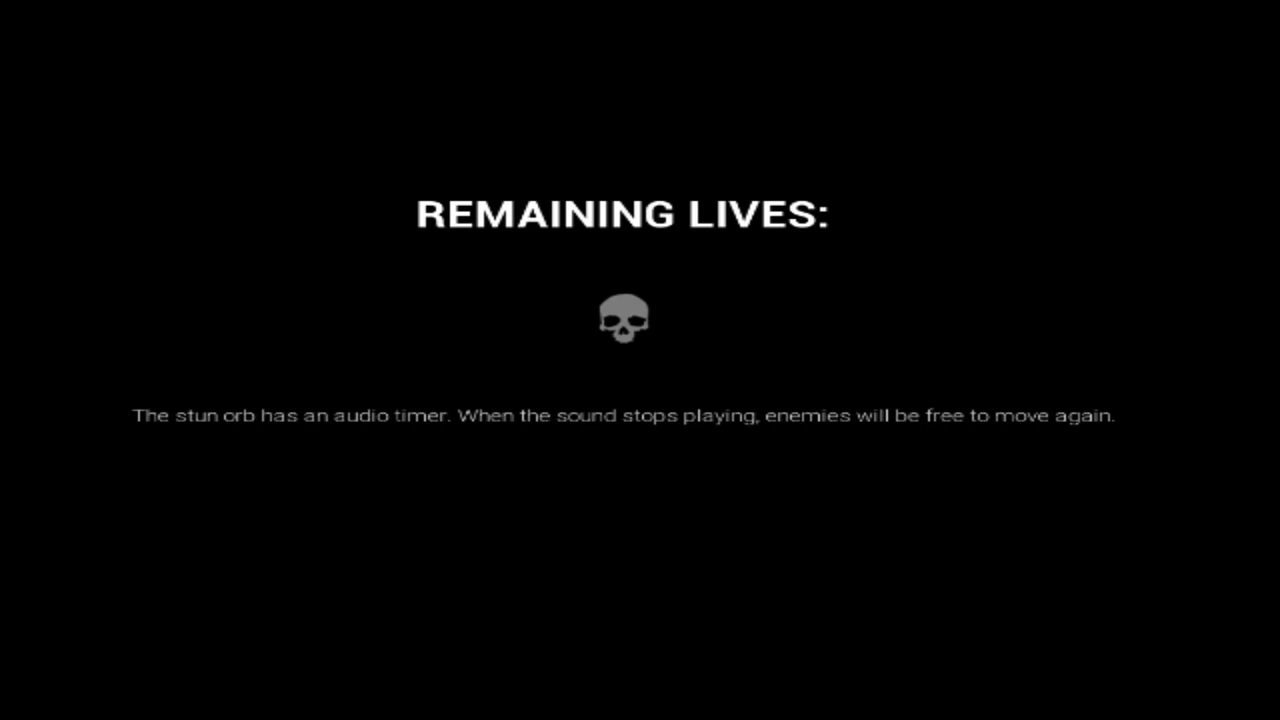 REMAINING LIVES:
The stun orb has an audio timer. When the sound stops playing, enemies will be free to move again.